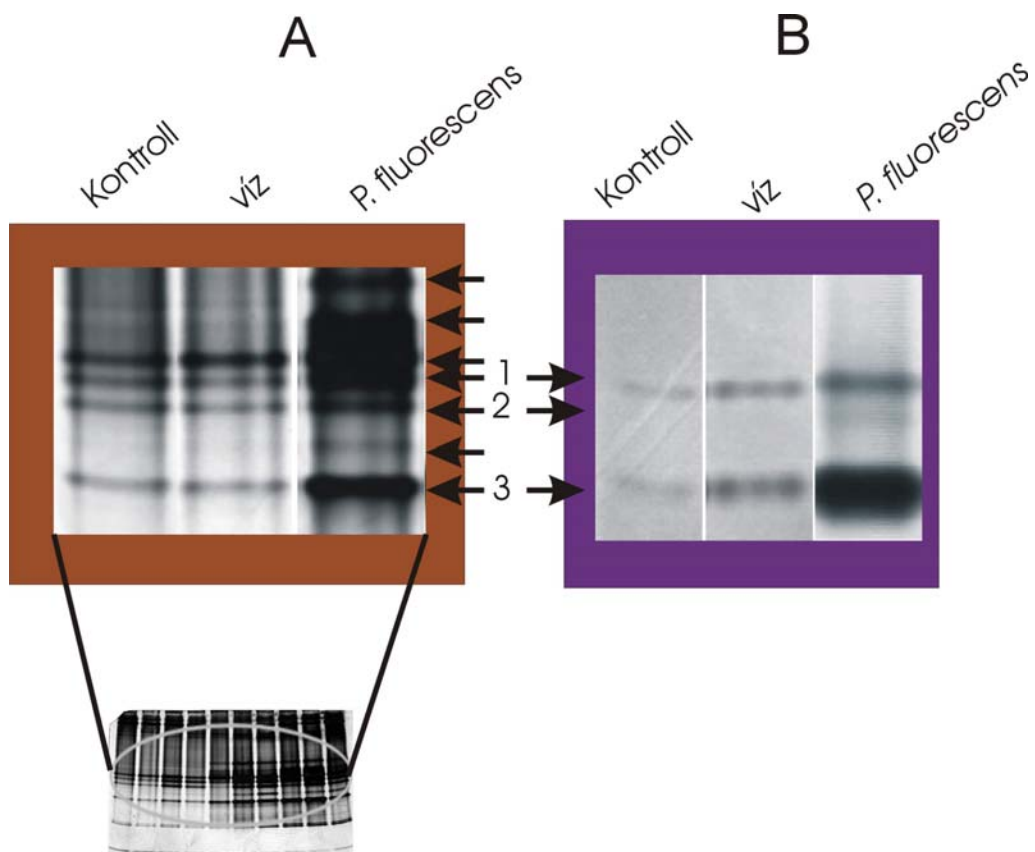 A
B
Kontroll
víz
P. fluorescens
Kontroll
víz
P. fluorescens
1
2
3